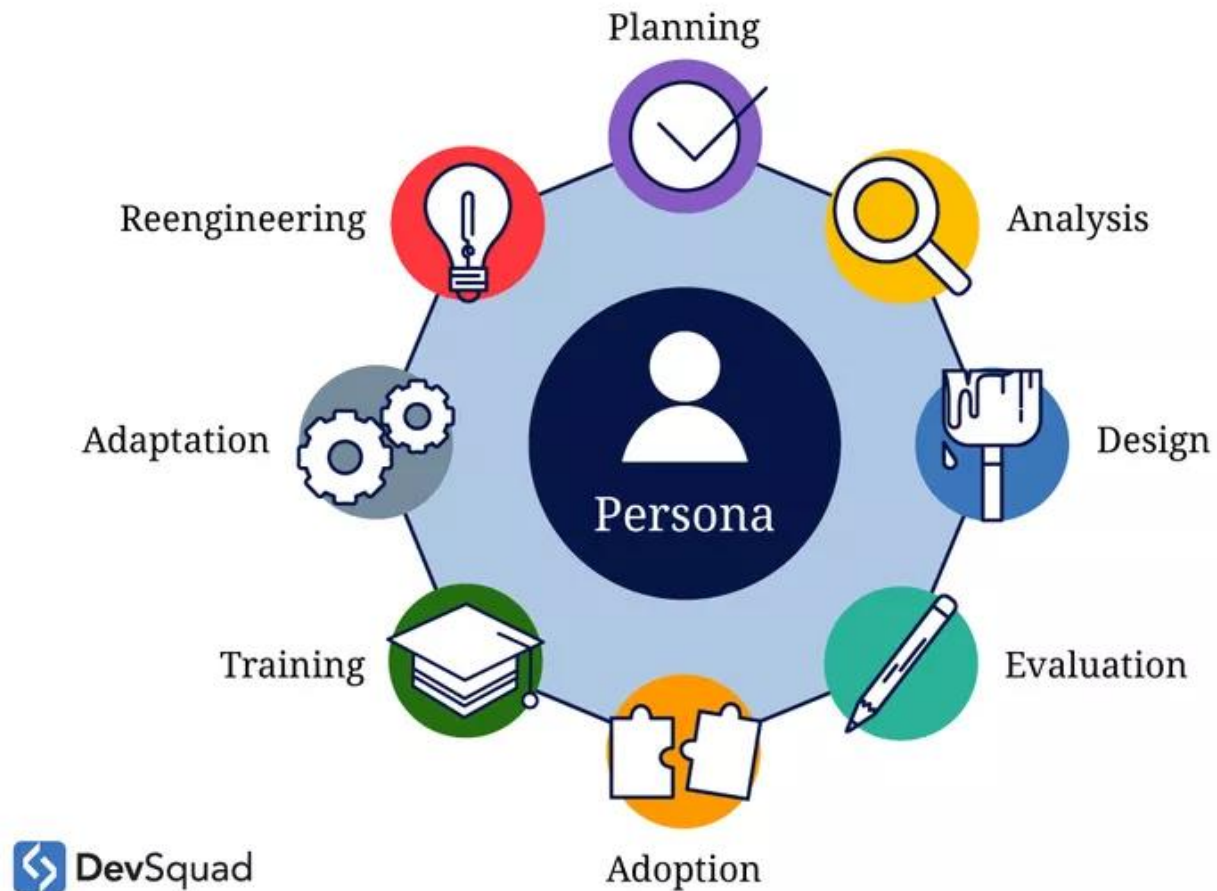 Planning
Reengineering
Analysis
Adaptation
Design
Persona
Training
Evaluation
Adoption
DevSquad